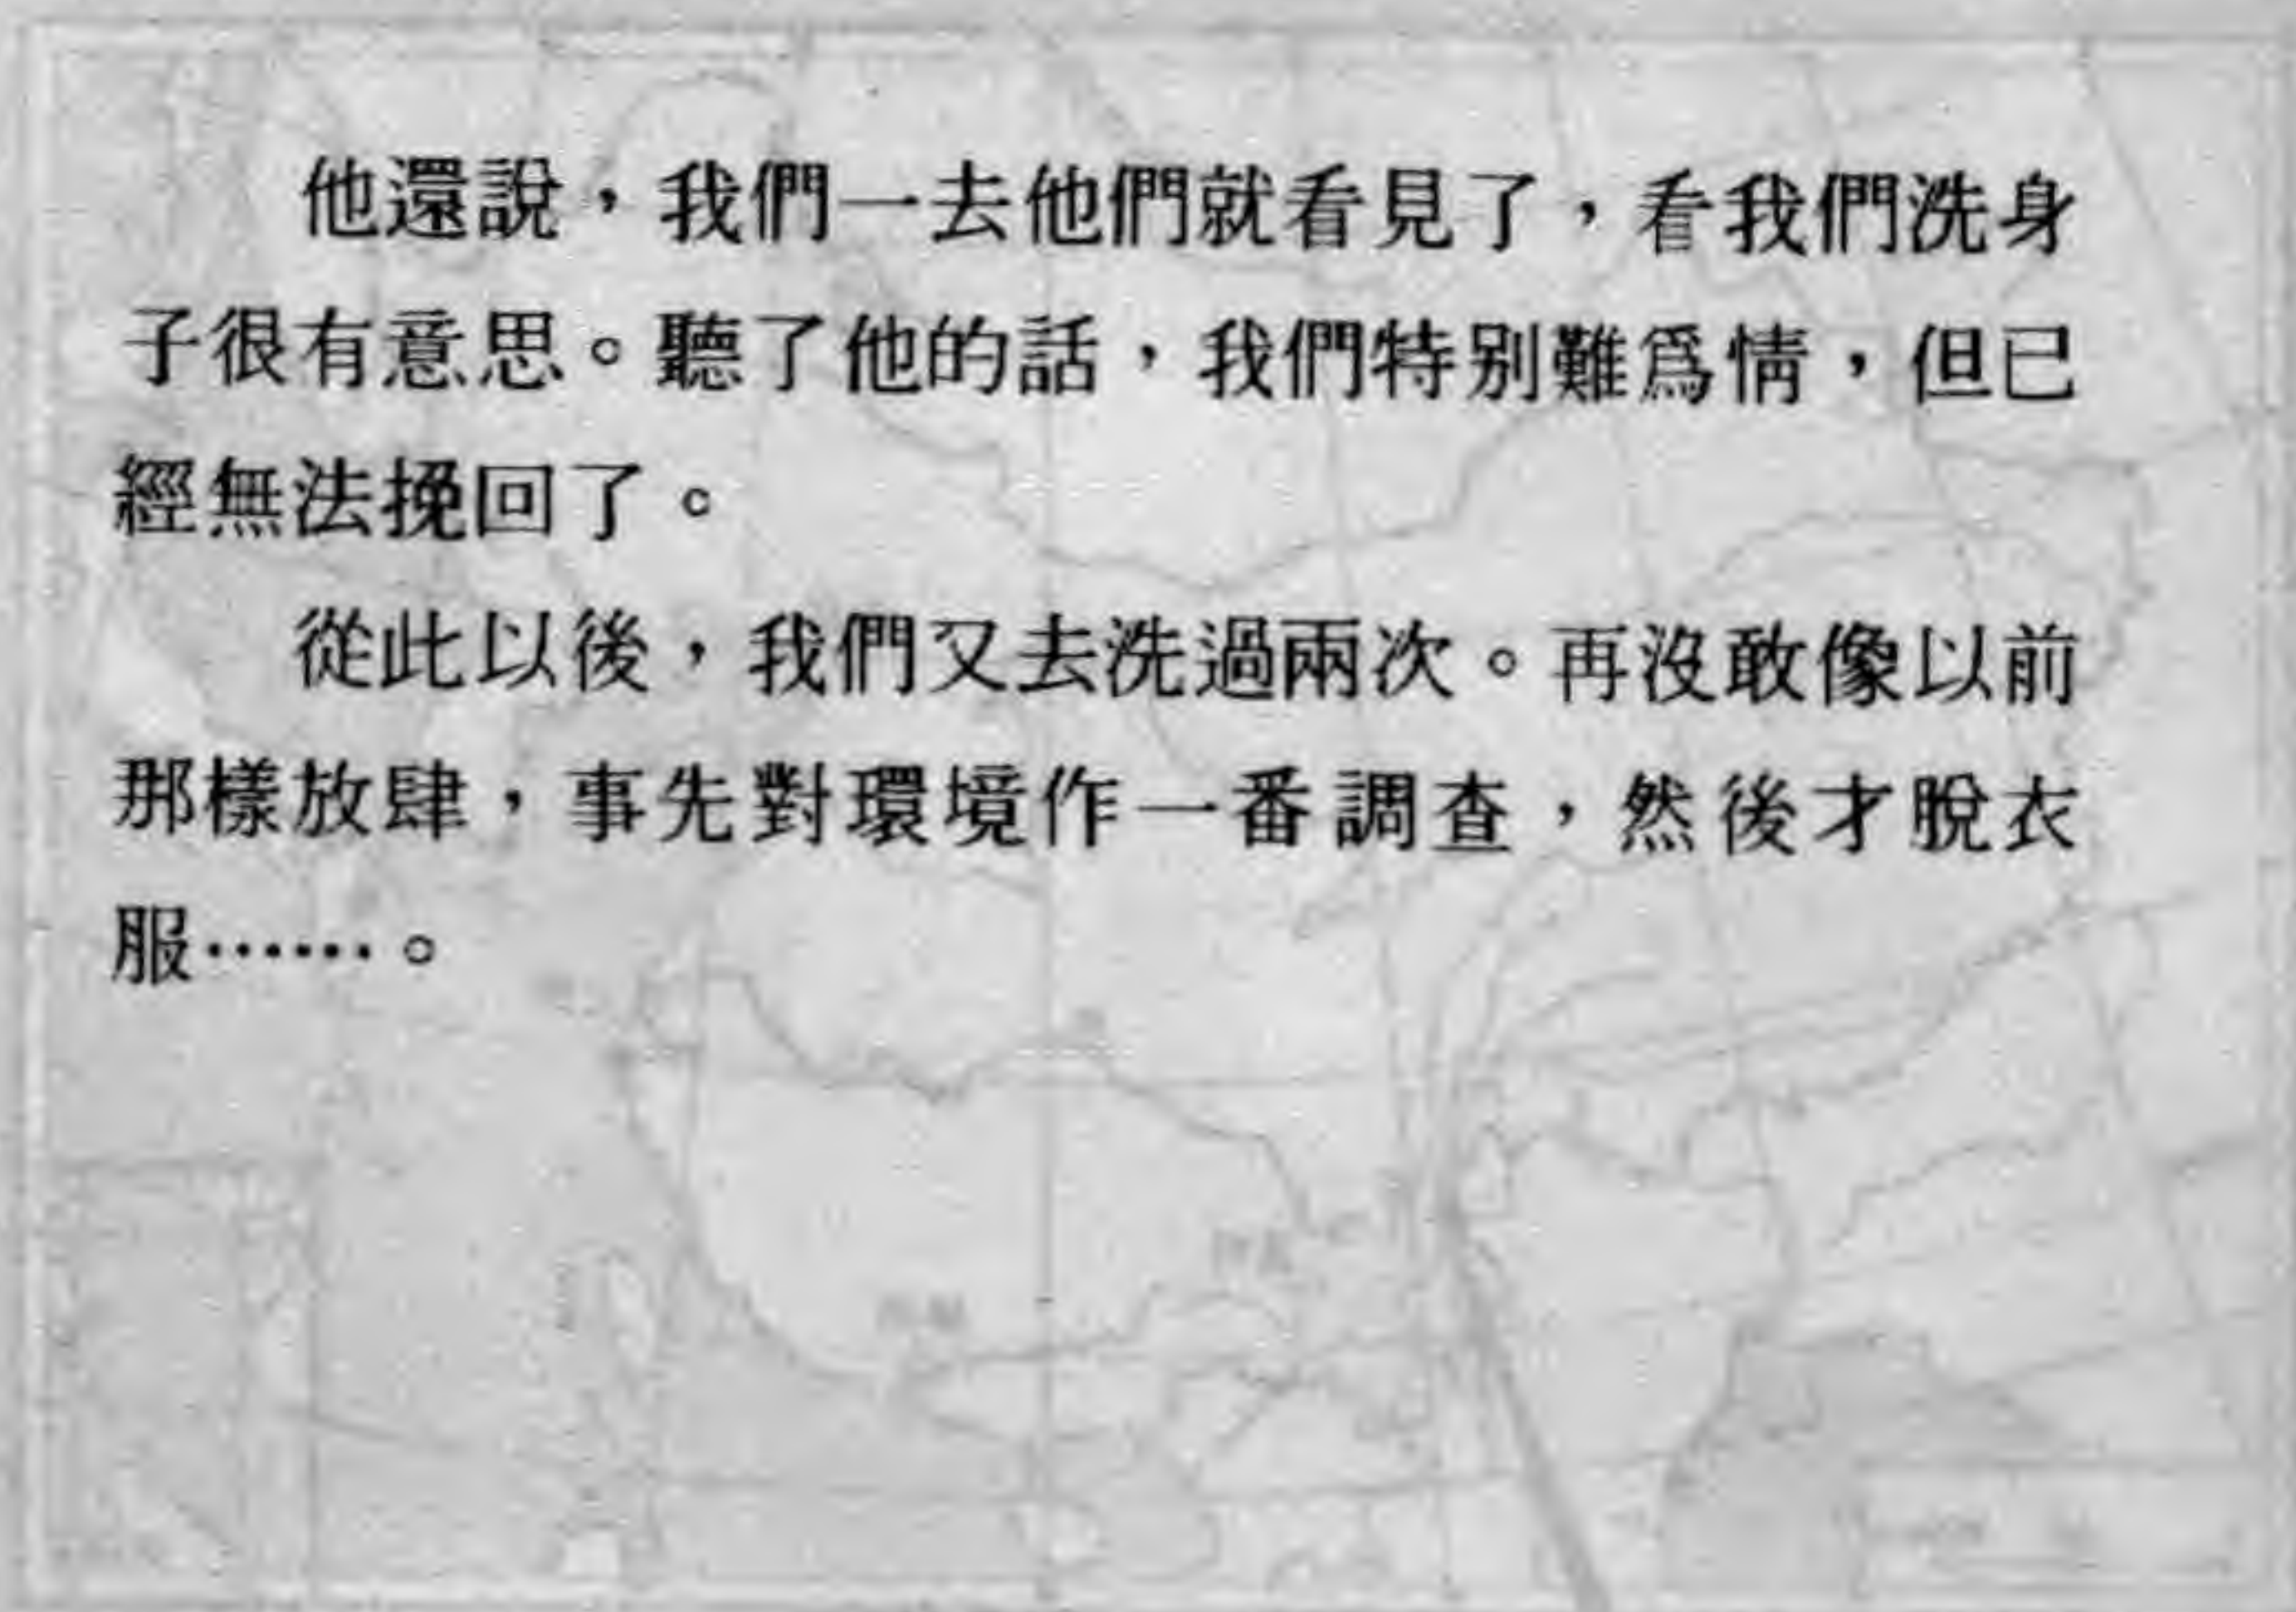 他還說，我們一去他們就看見了，看我們洗身
子很有意思。聽了他的話，我們特别難爲情，但已
經無法挽回了。
從此以後，我們又去洗過兩次。再沒敢像以前
那樣放肆，事先對環境作一番調查，然後才脫衣
服……。